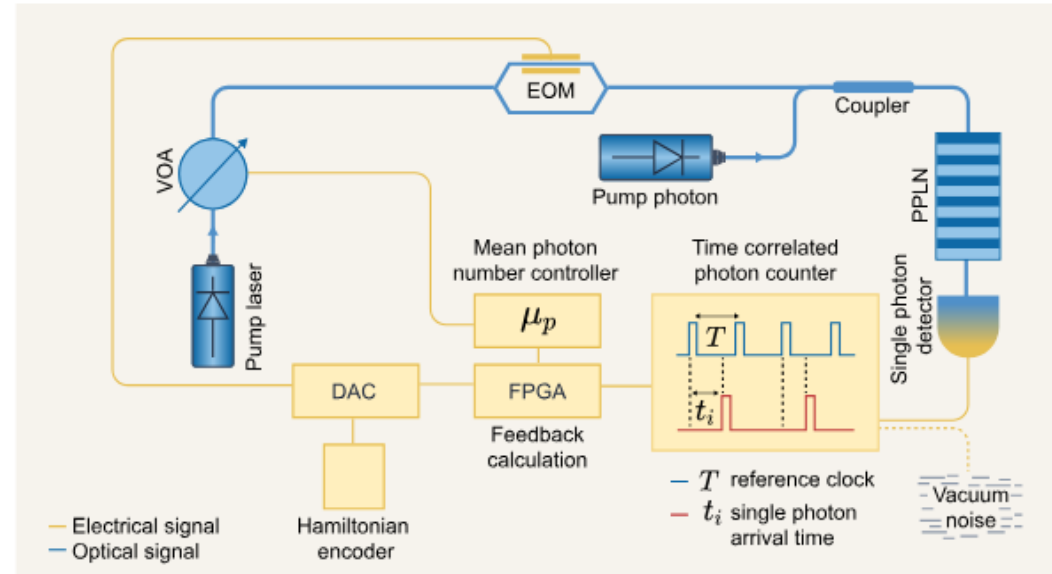 EOM
Coupler
VOA
Pump photon
PPLN
Pump laser
Mean photon
number controller
μₚ
Time correlated
photon counter
T
tᵢ
Single photon
detector
DAC
FPGA
Feedback
calculation
Hamiltonian
encoder
T reference clock
tᵢ single photon
arrival time
Vacuum
noise
Electrical signal
Optical signal